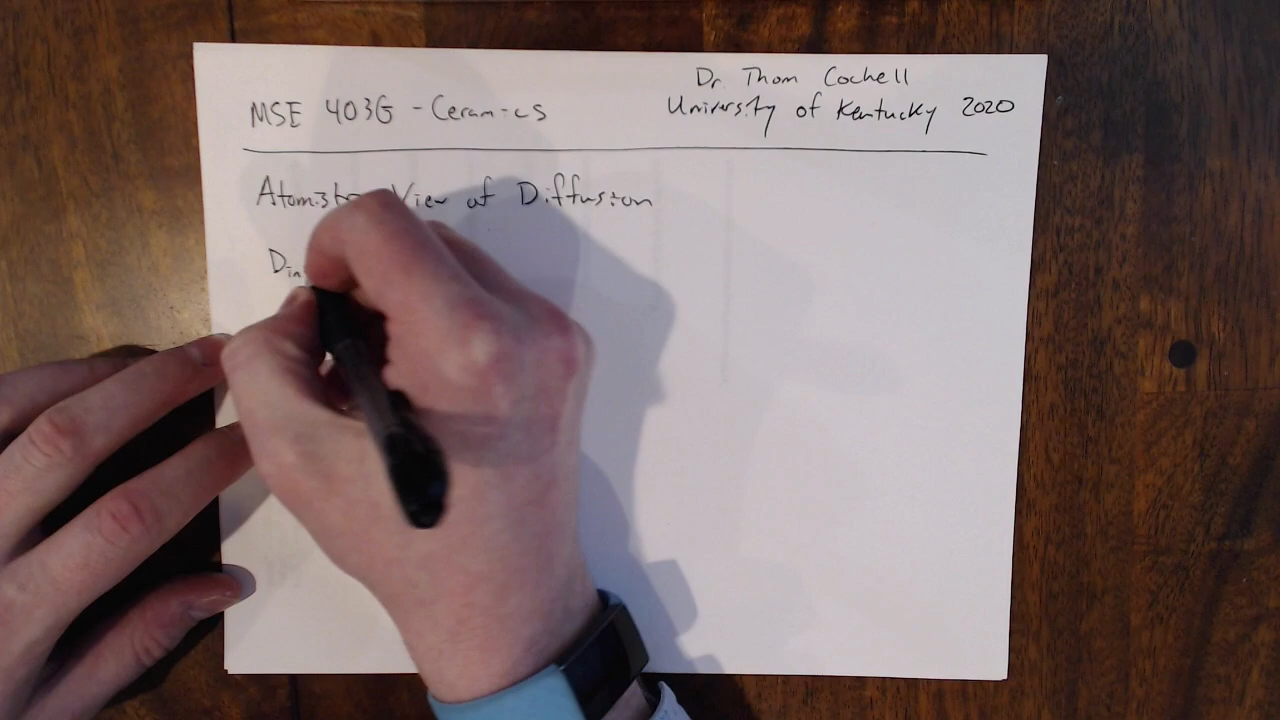 Dr Thom Cochell
MSE 403G - Ceramics
University of Kentucky 2020
View of Diffusion